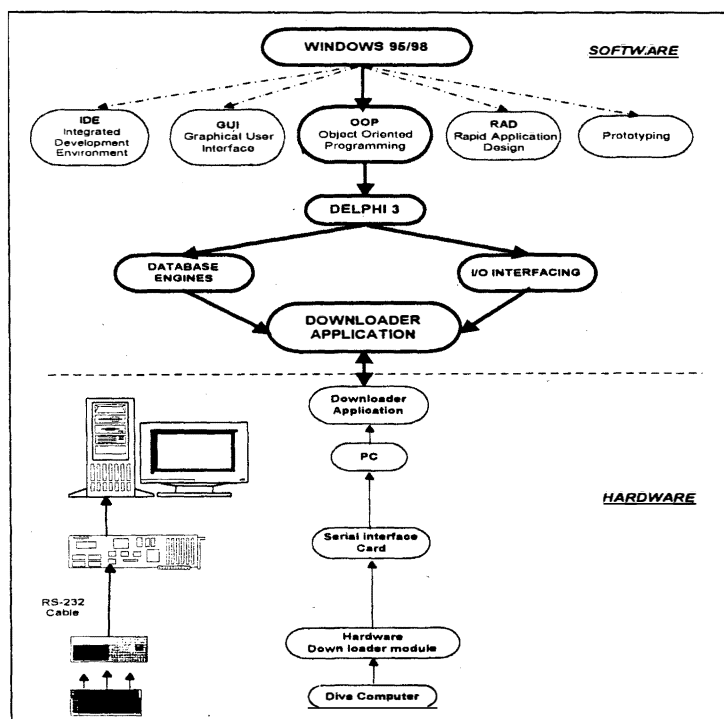 WINDOWS 95/98
SOFTWARE
IDE
Integrated
Development
Environment
GUI
Graphical User
Interface
OOP
Object Oriented
Programming
RAD
Rapid Application
Design
Prototyping
DELPHI 3
DATABASE
ENGINES
I/O INTERFACING
DOWNLOADER
APPLICATION
Downloader
Application
PC
HARDWARE
Serial interface
Card
RS-232
Cable
Hardware
Down loader module
Dive Computer